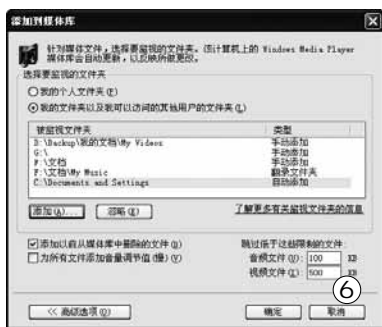 添加到媒体库
针对媒体文件，选择要监视的文件夹。该计算机上的 Windows Media Player
媒体库会自动更新，以反映所做更改。
选择要监视的文件夹
我的个人文件夹(P)
我的文件夹以及我可以访问的其他用户的文件夹(L)
被监视文件夹 类型
D:\Backup\我的文档\My Videos 手动添加
G:\ 手动添加
F:\文档 手动添加
F:\文档\My Music 翻录文件夹
C:\Documents and Settings 自动添加
添加(A)... 忽略(I) 了解更多有关监视文件夹的信息
添加以前从媒体库中删除的文件(D) 跳过低于这些限制的文件:
为所有文件添加音量调节值(慢)(V) 音频文件(U): 100 KB
视频文件(I): 500 KB
⑥
<< 高级选项(O) 确定 取消